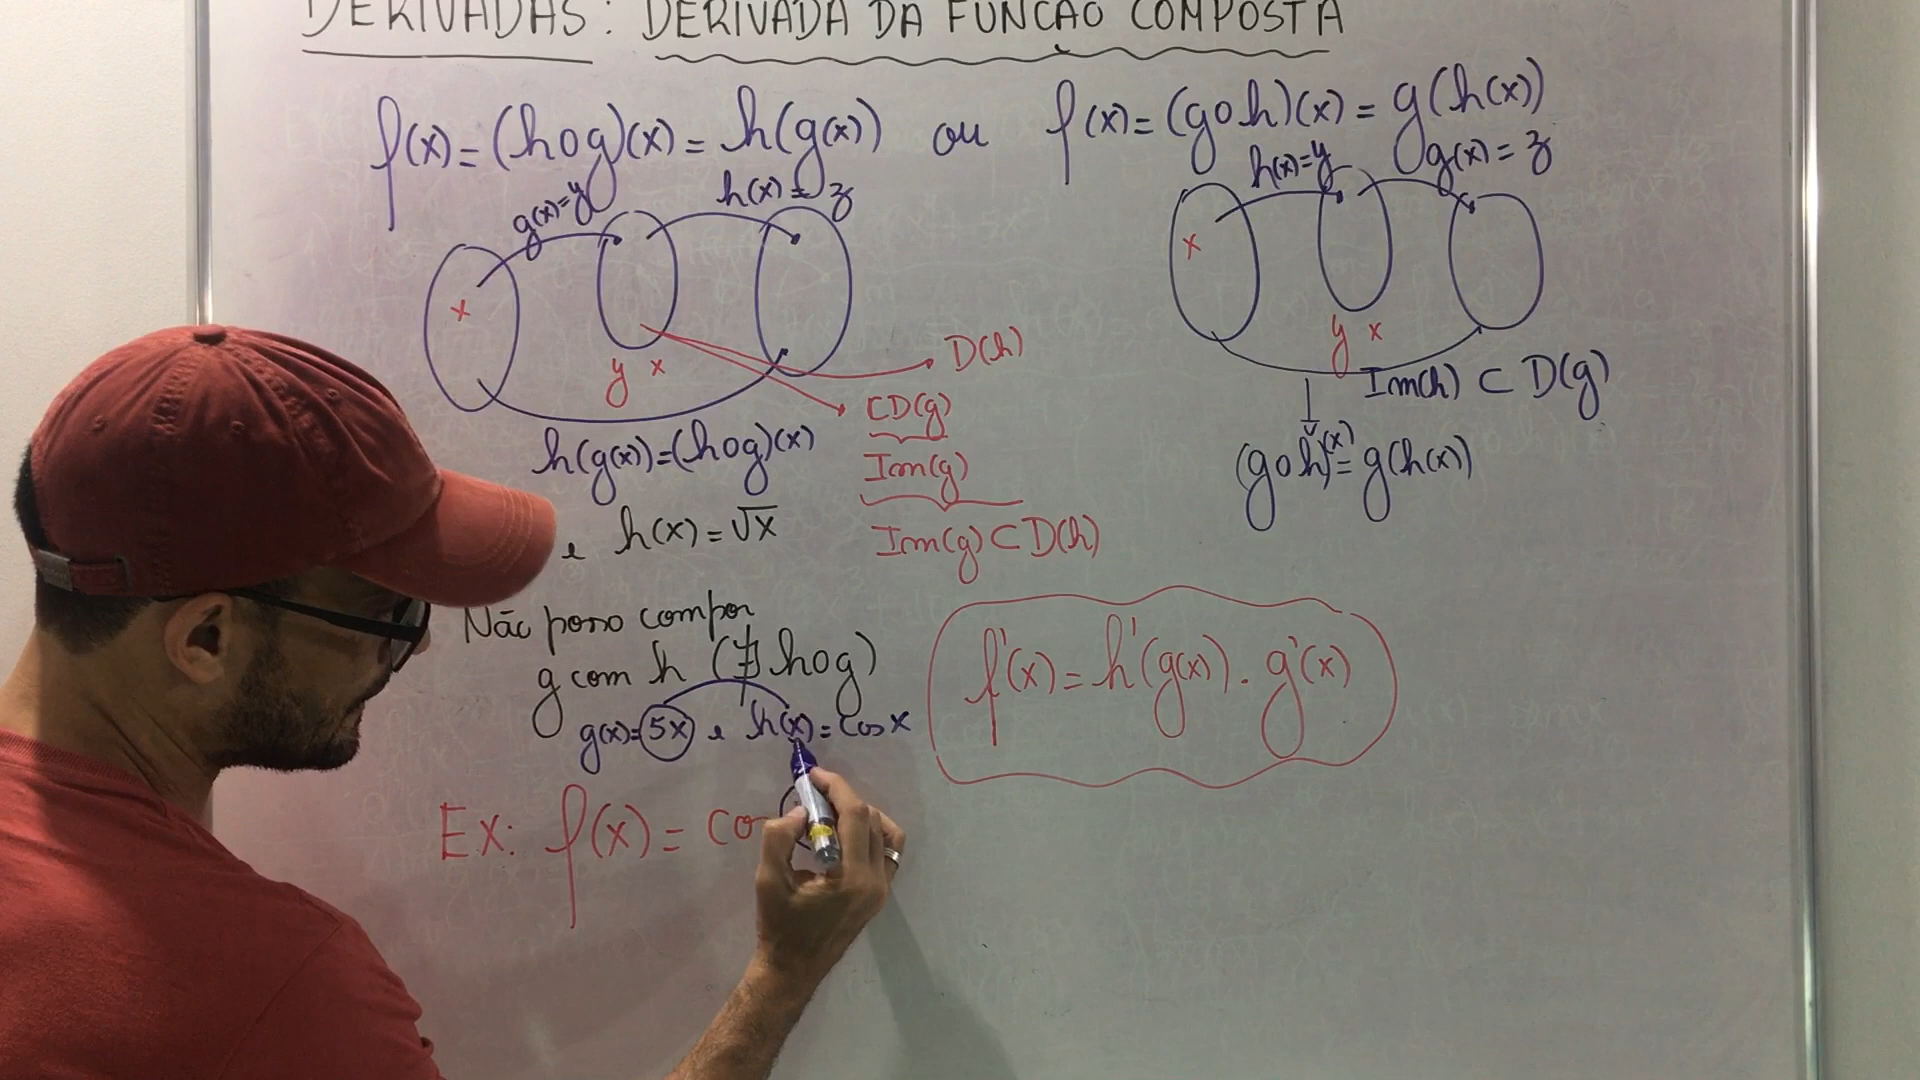 DERIVADAS: DERIVADA DA FUNÇÃO COMPOSTA
f(x) = (hog)(x) = h(g(x)) ou f(x) = (goh)(x) = g(h(x))
g(x)=y h(x) = z
h(x)=y g(x) = z
x
x
y x
y x
D(h)
CD(g)
Im(g)
Im(g) ⊂ D(h)
Im(h) ⊂ D(g)
h(g(x)) = (hog)(x)
(goh)(x) = g(h(x))
e h(x) = √x
Não posso compor
g com h (∄ hog)
g(x) = 5x e h(x) = cos x
f'(x) = h'(g(x)) . g'(x)
Ex: f(x) = co